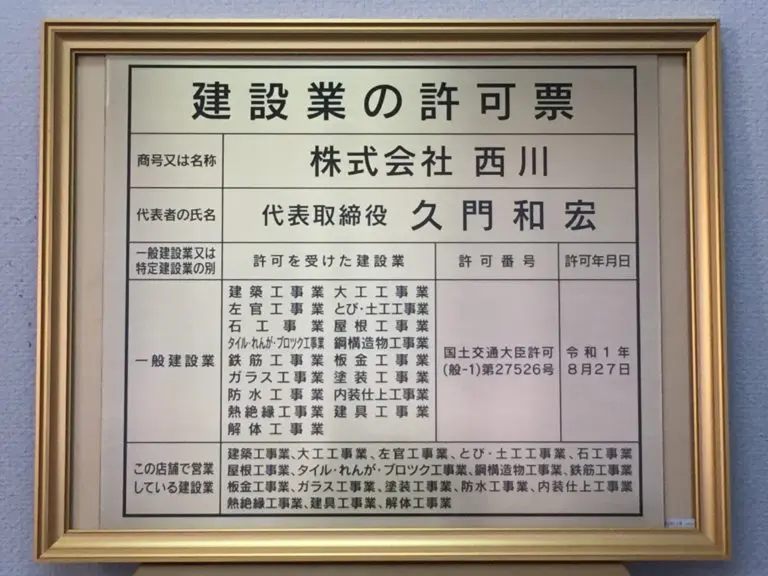 建設業の許可票
商号又は名称 株式会社 西川
代表者の氏名 代表取締役 久門和宏
一般建設業又は
特定建設業の別
許可を受けた建設業
許可番号
許可年月日
一般建設業
建築工事業 大工工事業
左官工事業 とび・土工工事業
石工事業 屋根工事業
タイル・れんが・ブロツク工事業 鋼構造物工事業
鉄筋工事業 板金工事業
ガラス工事業 塗装工事業
防水工事業 内装仕上工事業
熱絶縁工事業 建具工事業
解体工事業
国土交通大臣許可
(般-1)第27526号
令和1年
8月27日
この店舗で営業
している建設業
建築工事業、大工工事業、左官工事業、とび・土工工事業、石工事業
屋根工事業、タイル・れんが・ブロツク工事業、鋼構造物工事業、鉄筋工事業
板金工事業、ガラス工事業、塗装工事業、防水工事業、内装仕上工事業
熱絶縁工事業、建具工事業、解体工事業